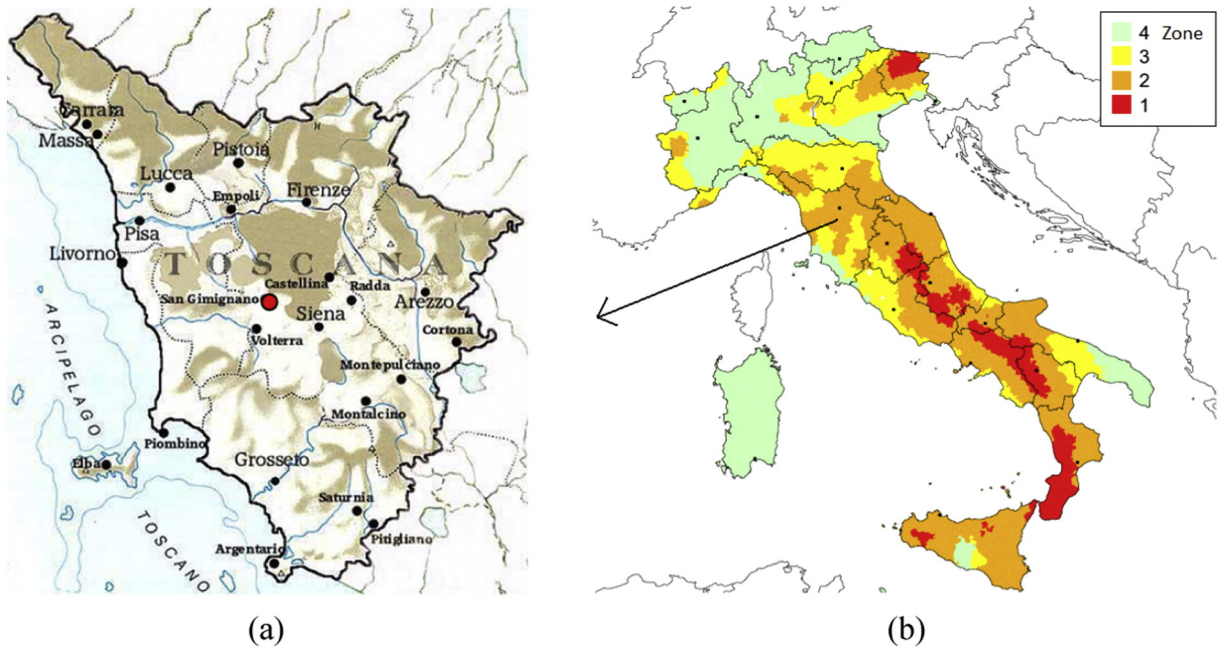 Carrara
Massa
Pistoia
Lucca
Firenze
Empoli
Pisa
Livorno
TOSCANA
Castellina
Radda
San Gimignano
Arezzo
Siena
Volterra
Cortona
Montepulciano
Montalcino
Piombino
Grosseto
Elba
Saturnia
Pitigliano
Argentario
ARCIPELAGO
TOSCANO
(a)
4 Zone
3
2
1
(b)